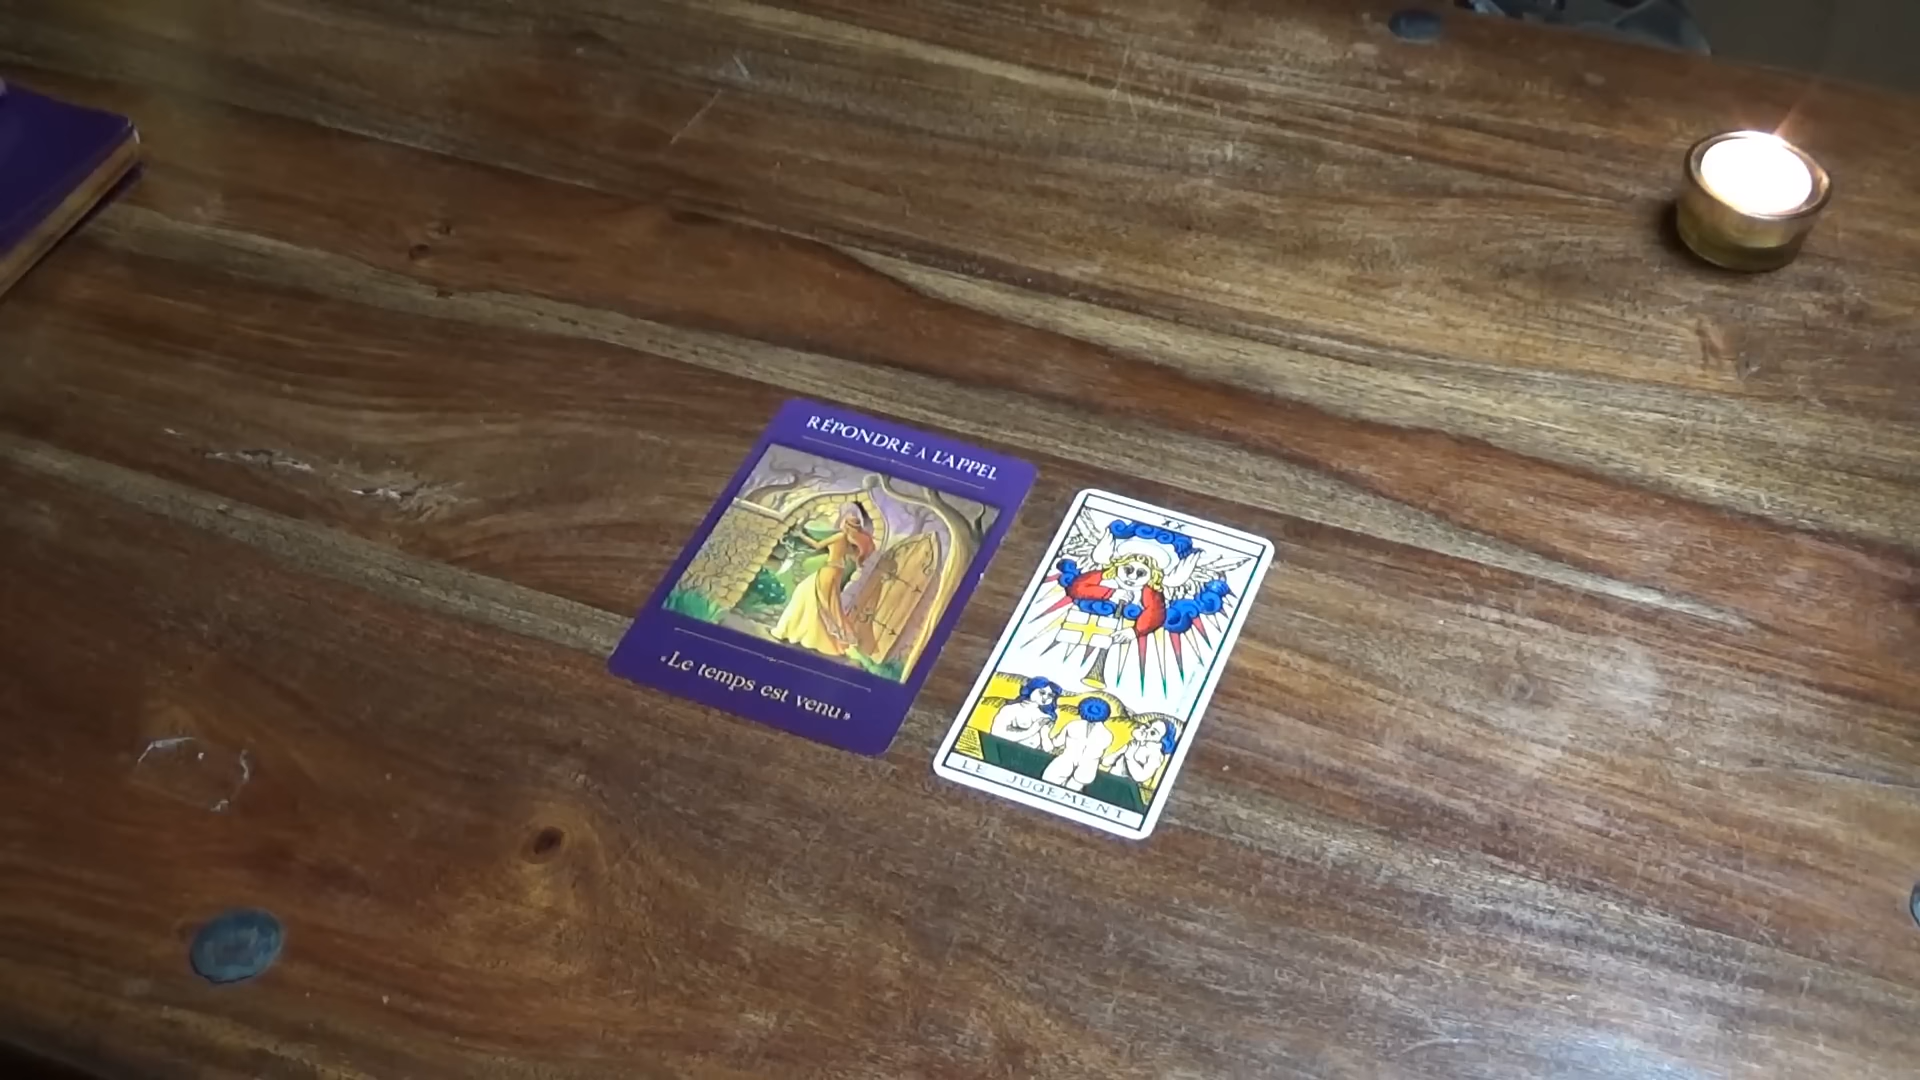 RÉPONDRE À L'APPEL
«Le temps est venu»
XX
LE JUGEMENT